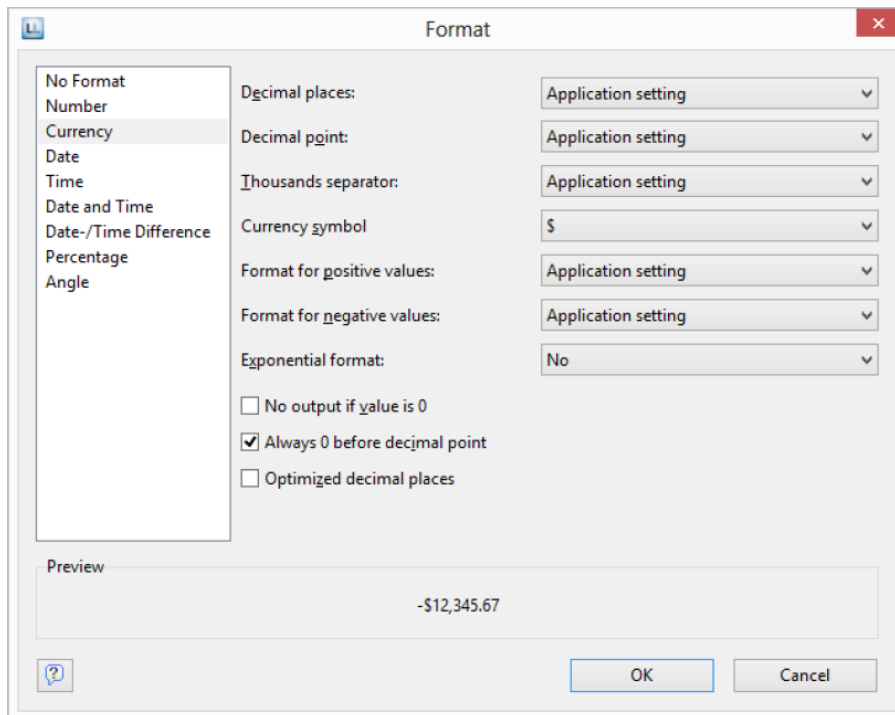 LL
Format
No Format
Number
Currency
Date
Time
Date and Time
Date-/Time Difference
Percentage
Angle
Decimal places: Application setting
Decimal point: Application setting
Thousands separator: Application setting
Currency symbol $
Format for positive values: Application setting
Format for negative values: Application setting
Exponential format: No
No output if value is 0
Always 0 before decimal point
Optimized decimal places
Preview
-$12,345.67
? OK Cancel